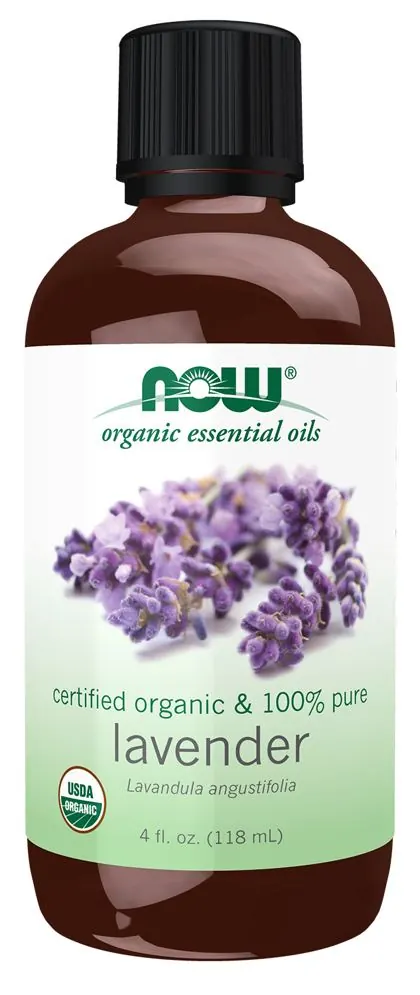 NOW®
organic essential oils
certified organic & 100% pure
lavender
Lavandula angustifolia
USDA
ORGANIC
4 fl. oz. (118 mL)